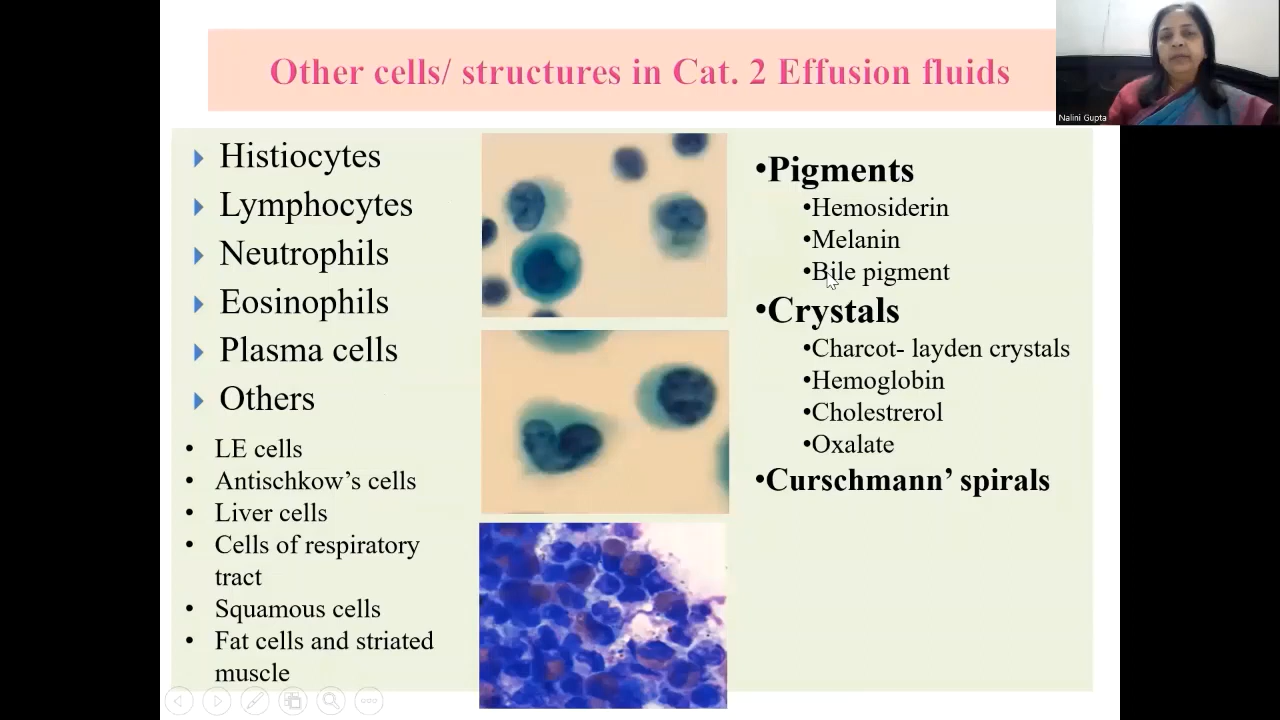 Other cells/ structures in Cat. 2 Effusion fluids
Nalini Gupta
Histiocytes
Lymphocytes
Neutrophils
Eosinophils
Plasma cells
Others
• LE cells
• Antischkow’s cells
• Liver cells
• Cells of respiratory
tract
• Squamous cells
• Fat cells and striated
muscle
•Pigments
•Hemosiderin
•Melanin
•Bile pigment
•Crystals
•Charcot- layden crystals
•Hemoglobin
•Cholestrerol
•Oxalate
•Curschmann’ spirals